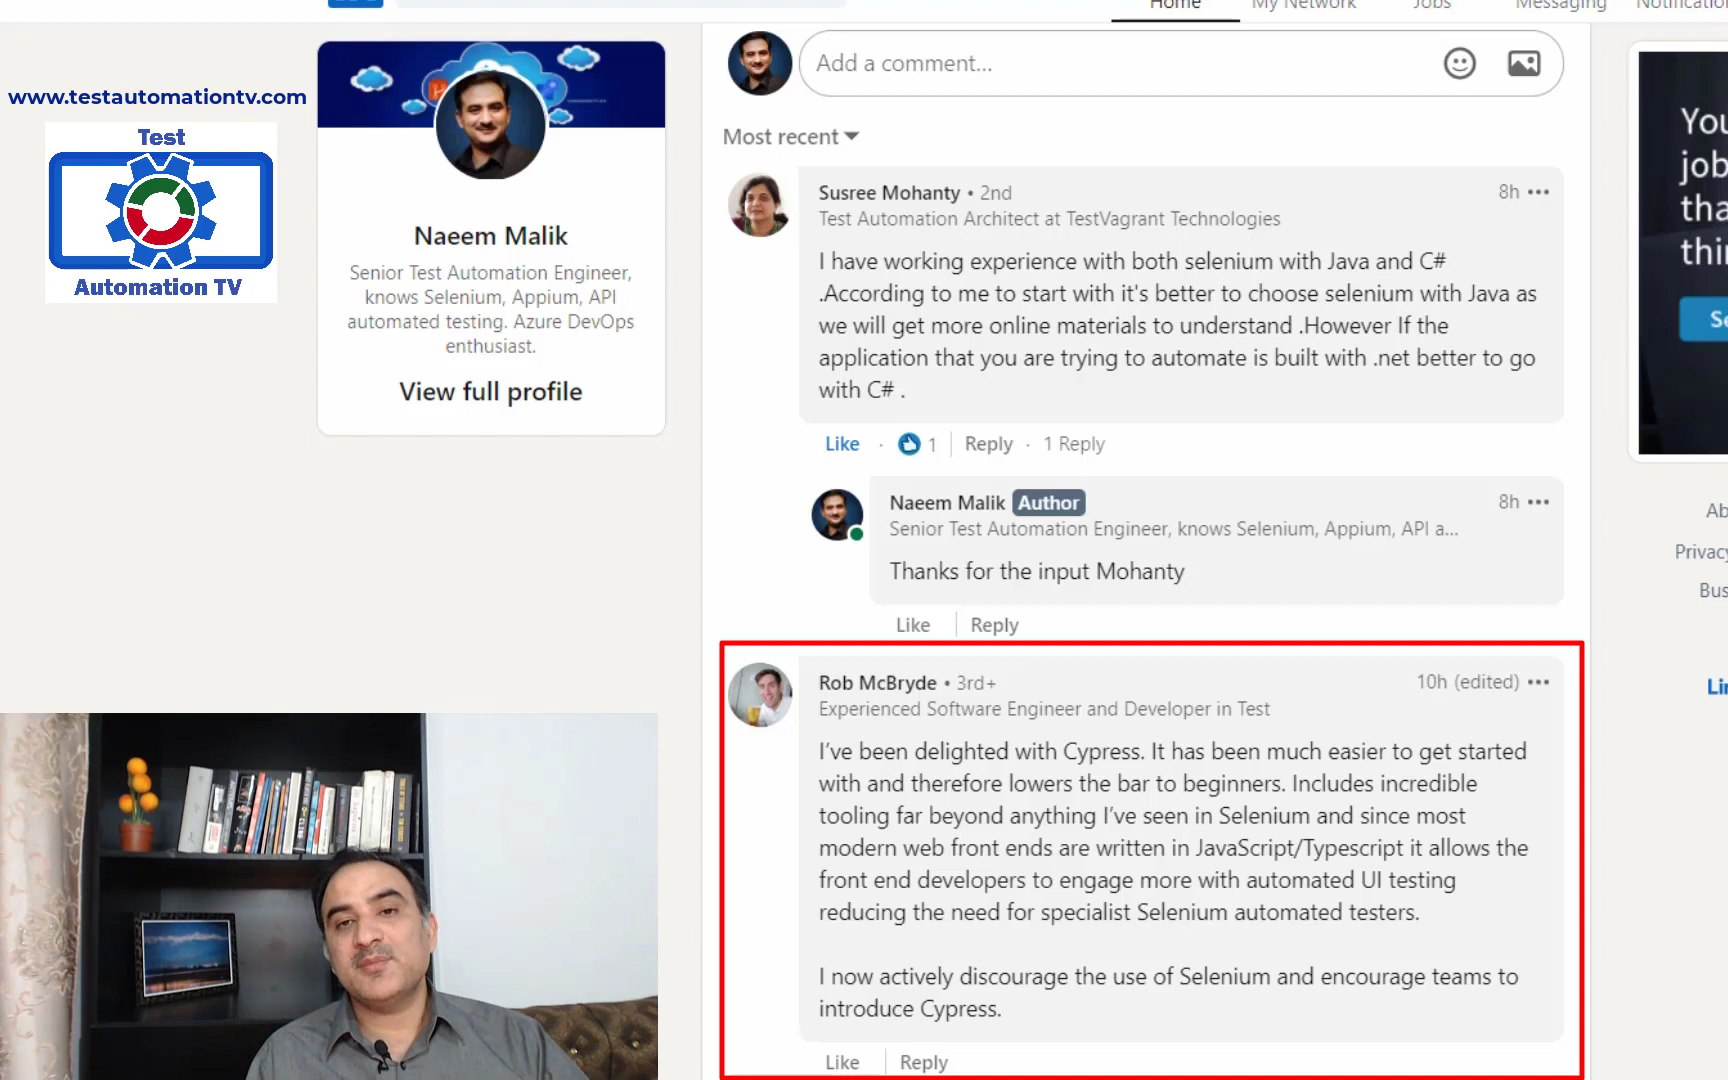 Home
My Network
Jobs
Messaging
www.testautomationtv.com
Test
Automation TV
Naeem Malik
Senior Test Automation Engineer,
knows Selenium, Appium, API
automated testing. Azure DevOps
enthusiast.
View full profile
Add a comment...
Most recent
Susree Mohanty • 2nd
8h
Test Automation Architect at TestVagrant Technologies
I have working experience with both selenium with Java and C#
.According to me to start with it's better to choose selenium with Java as
we will get more online materials to understand .However If the
application that you are trying to automate is built with .net better to go
with C# .
Like · 1 Reply · 1 Reply
Naeem Malik Author
8h
Senior Test Automation Engineer, knows Selenium, Appium, API a...
Thanks for the input Mohanty
Like Reply
Rob McBryde • 3rd+
10h (edited)
Experienced Software Engineer and Developer in Test
I've been delighted with Cypress. It has been much easier to get started
with and therefore lowers the bar to beginners. Includes incredible
tooling far beyond anything I've seen in Selenium and since most
modern web front ends are written in JavaScript/Typescript it allows the
front end developers to engage more with automated UI testing
reducing the need for specialist Selenium automated testers.
I now actively discourage the use of Selenium and encourage teams to
introduce Cypress.
Like Reply
You
job
tha
thi
Privacy